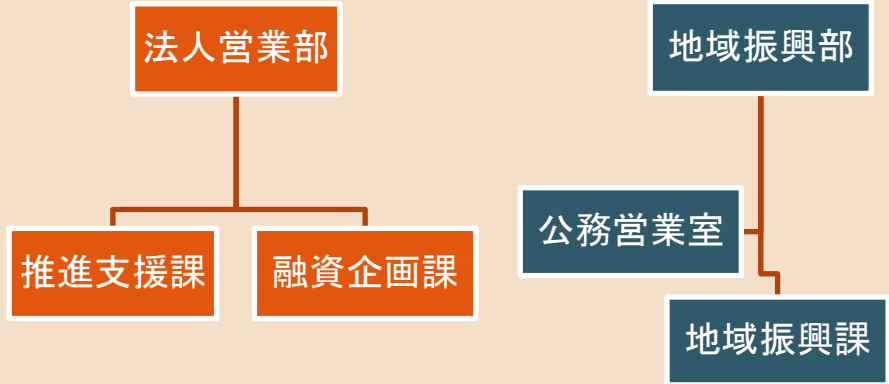 法人営業部
地域振興部
推進支援課
融資企画課
公務営業室
地域振興課